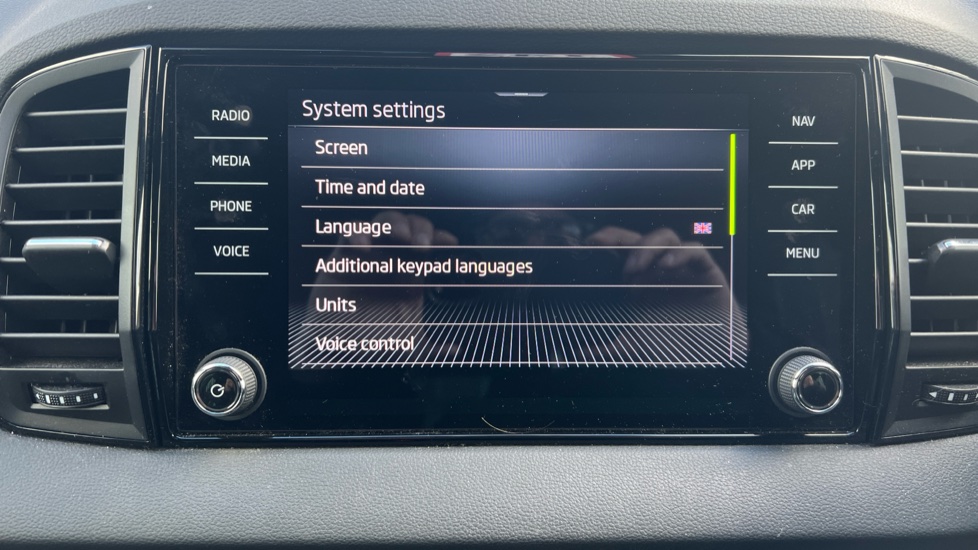 RADIO
MEDIA
PHONE
VOICE
System settings
Screen
Time and date
Language
Additional keypad languages
Units
Voice control
NAV
APP
CAR
MENU